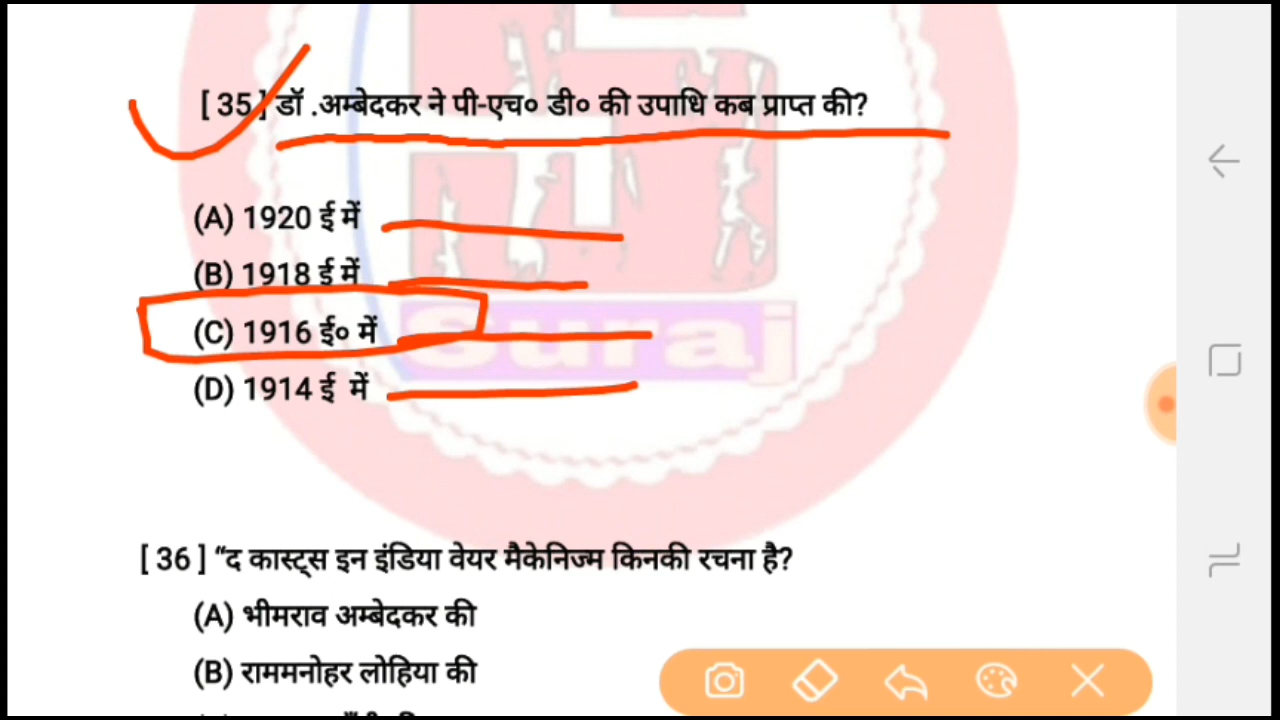 [ 35 ] डॉ .अम्बेदकर ने पी-एच० डी० की उपाधि कब प्राप्त की?
(A) 1920 ई में
(B) 1918 ई में
(C) 1916 ई० में
(D) 1914 ई में
Suraj
[ 36 ] “द कास्ट्स इन इंडिया वेयर मैकेनिज्म किनकी रचना है?
(A) भीमराव अम्बेदकर की
(B) राममनोहर लोहिया की